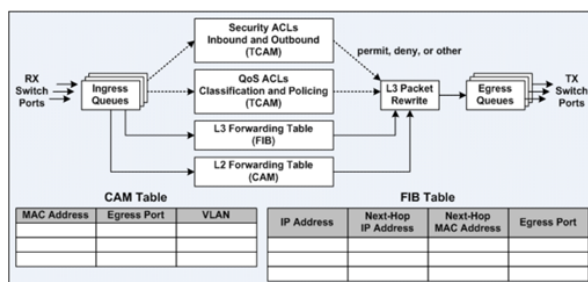 Security ACLs
Inbound and Outbound
(TCAM)
permit, deny, or other
RX
Switch
Ports
Ingress
Queues
QoS ACLs
Classification and Policing
(TCAM)
L3 Packet
Rewrite
Egress
Queues
TX
Switch
Ports
L3 Forwarding Table
(FIB)
L2 Forwarding Table
(CAM)
CAM Table
MAC Address Egress Port VLAN
FIB Table
IP Address Next-Hop IP Address Next-Hop MAC Address Egress Port